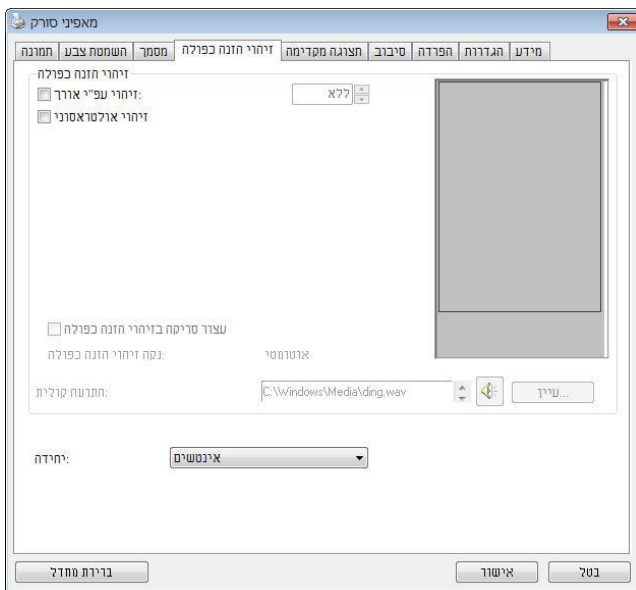 מאפיני סורק
תמונה השמטת צבע מסמך זיהוי הזנה כפולה תצוגה מקדימה סיבוב הפרדה הגדרות מידע
זיהוי הזנה כפולה
זיהוי עפ"י אורך: ללא
זיהוי אולטראסוני
עצור סריקה בזיהוי הזנה כפולה
נקה זיהוי הזנה כפולה: אוטומטי
התרעה קולית: C:\Windows\Media\ding.wav עיין...
יחידה: אינטשים
ברירת מחדל אישור בטל